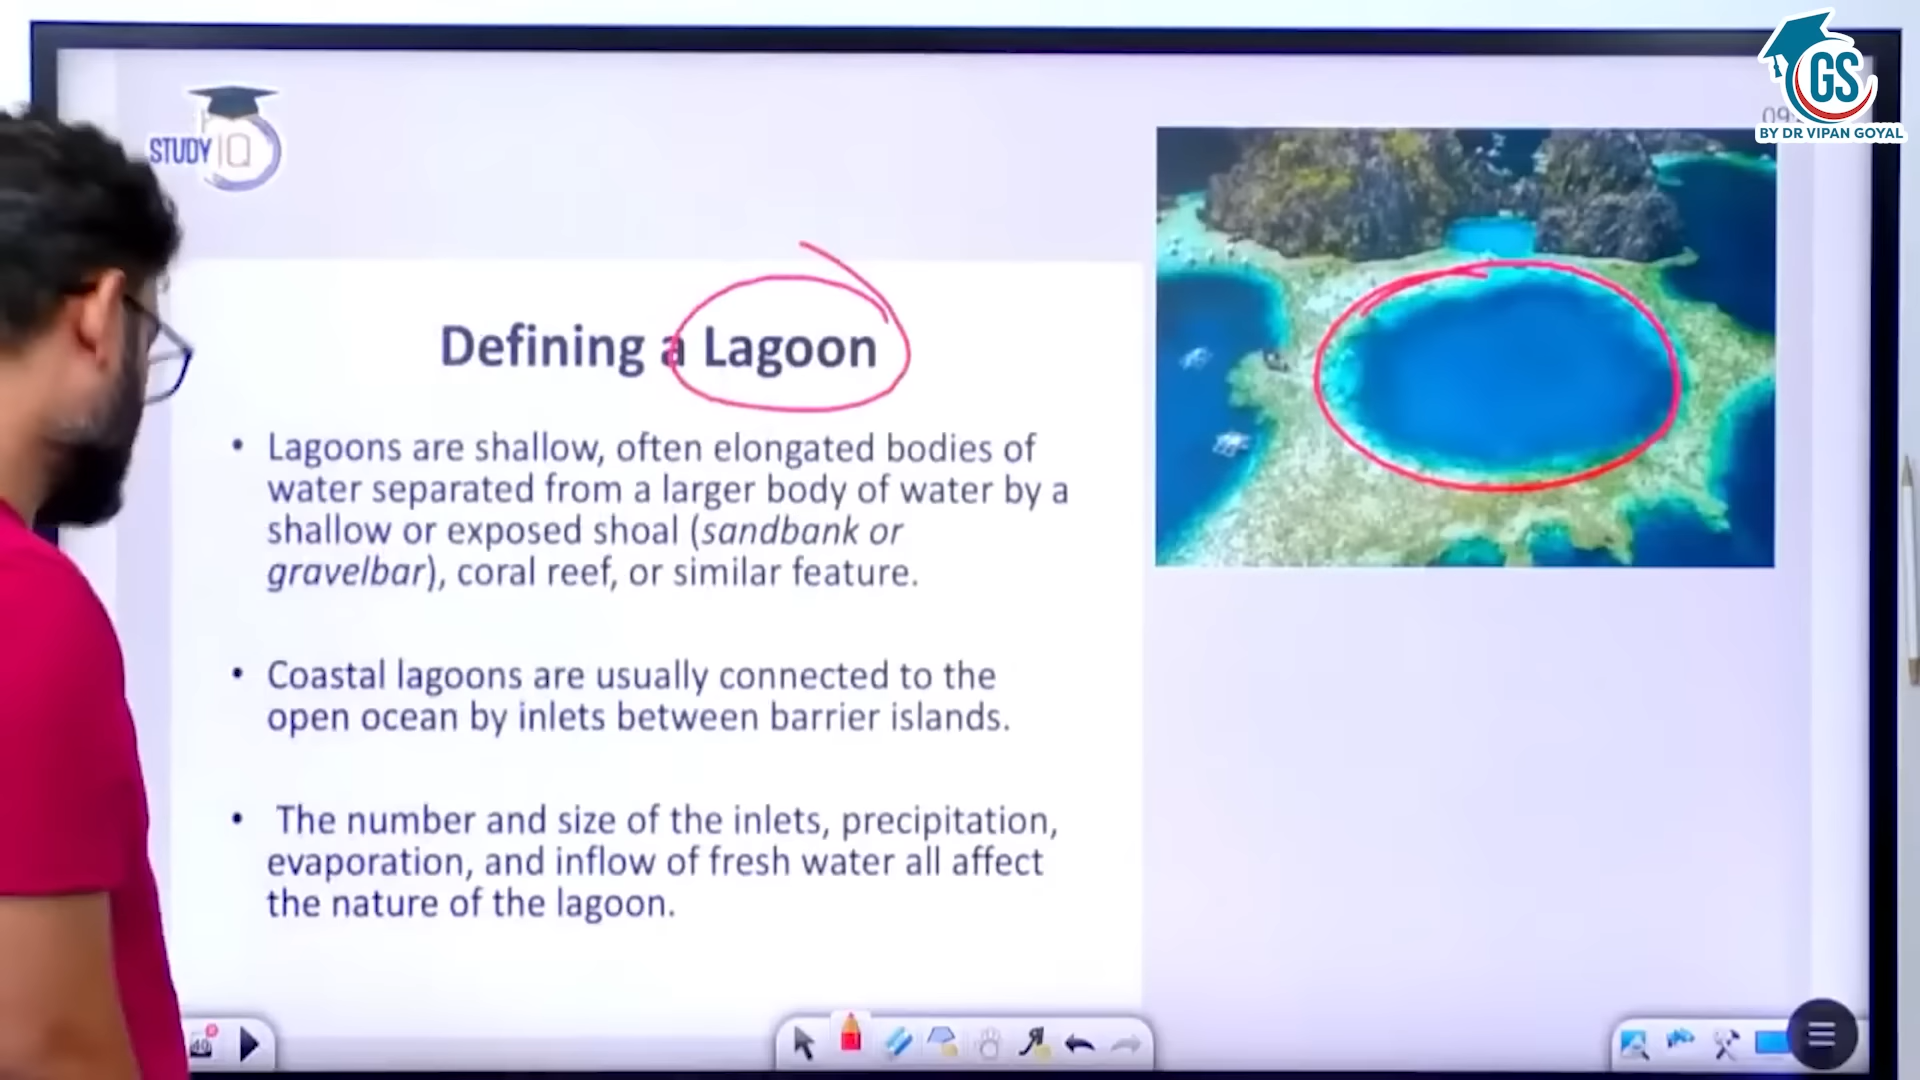 GS
BY DR VIPAN GOYAL
STUDY IQ
Defining a Lagoon
• Lagoons are shallow, often elongated bodies of
water separated from a larger body of water by a
shallow or exposed shoal (sandbank or
gravelbar), coral reef, or similar feature.
• Coastal lagoons are usually connected to the
open ocean by inlets between barrier islands.
• The number and size of the inlets, precipitation,
evaporation, and inflow of fresh water all affect
the nature of the lagoon.